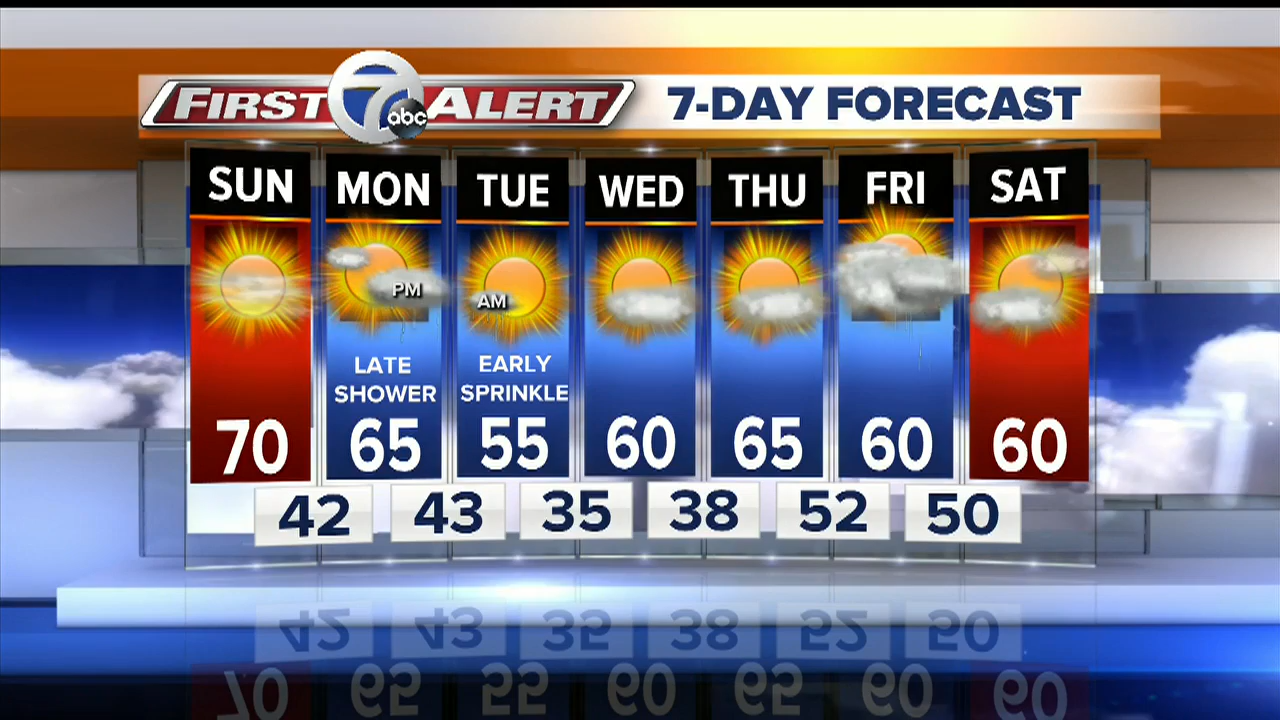 FIRST 7 abc ALERT 7-DAY FORECAST
SUN MON TUE WED THU FRI SAT
PM
AM
LATE
SHOWER
EARLY
SPRINKLE
70 65 55 60 65 60 60
42 43 35 38 52 50